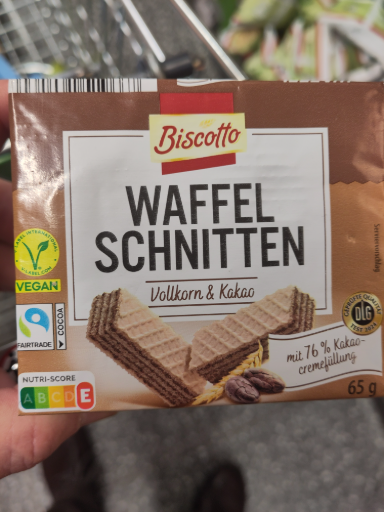 Biscotto
WAFFEL
SCHNITTEN
Vollkorn & Kakao
VEGAN
FAIRTRADE
COCOA
NUTRI-SCORE
A B C D E
DLG
mit 76 % Kakao-
cremefüllung
65 g